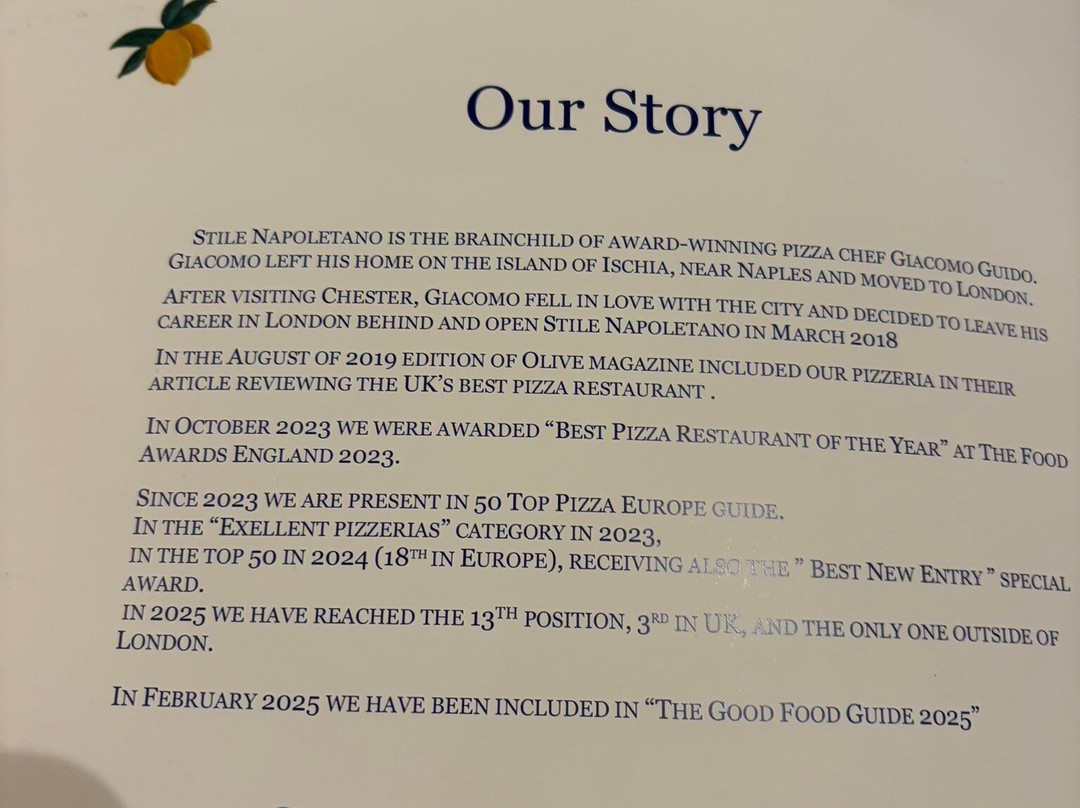 Our Story
STILE NAPOLETANO IS THE BRAINCHILD OF AWARD-WINNING PIZZA CHEF GIACOMO GUIDO.
GIACOMO LEFT HIS HOME ON THE ISLAND OF ISCHIA, NEAR NAPLES AND MOVED TO LONDON.
AFTER VISITING CHESTER, GIACOMO FELL IN LOVE WITH THE CITY AND DECIDED TO LEAVE HIS
CAREER IN LONDON BEHIND AND OPEN STILE NAPOLETANO IN MARCH 2018
IN THE AUGUST OF 2019 EDITION OF OLIVE MAGAZINE INCLUDED OUR PIZZERIA IN THEIR
ARTICLE REVIEWING THE UK'S BEST PIZZA RESTAURANT .
IN OCTOBER 2023 WE WERE AWARDED “BEST PIZZA RESTAURANT OF THE YEAR” AT THE FOOD
AWARDS ENGLAND 2023.
SINCE 2023 WE ARE PRESENT IN 50 TOP PIZZA EUROPE GUIDE.
IN THE “EXELLENT PIZZERIAS” CATEGORY IN 2023,
IN THE TOP 50 IN 2024 (18TH IN EUROPE), RECEIVING ALSO THE ” BEST NEW ENTRY ” SPECIAL
AWARD.
IN 2025 WE HAVE REACHED THE 13TH POSITION, 3RD IN UK, AND THE ONLY ONE OUTSIDE OF
LONDON.
IN FEBRUARY 2025 WE HAVE BEEN INCLUDED IN “THE GOOD FOOD GUIDE 2025”